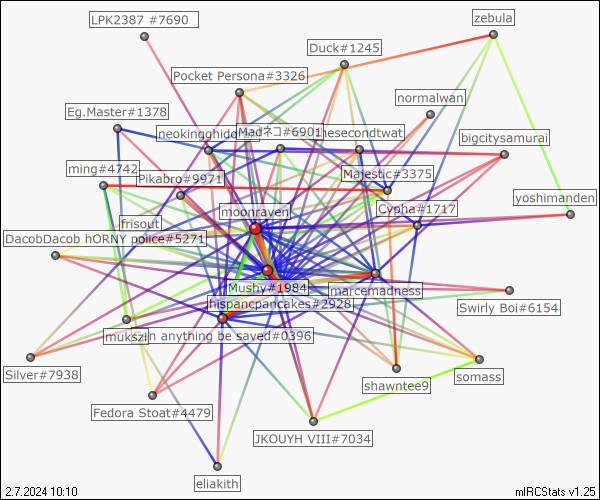 LPK2387 #7690
zebula
Duck#1245
Pocket Persona#3326
normalwan
Eg.Master#1378
neokingghido
Madネコ#6901
hesecondtwat
bigcitysamurai
ming#4742
Pikabro#9971
Majestic#3375
yoshimanden
moonraven
Cypha#1717
frisout
DacobDacob hORNY police#5271
Mushy#1984
marcemadness
hispancpancakes#2928
Swirly Boi#6154
in anything be sayed#0396
Silver#7938
somass
shawntee9
Fedora Stoat#4479
JKOUYH VIII#7034
eliakith
2.7.2024 10:10
mIRCStats v1.25